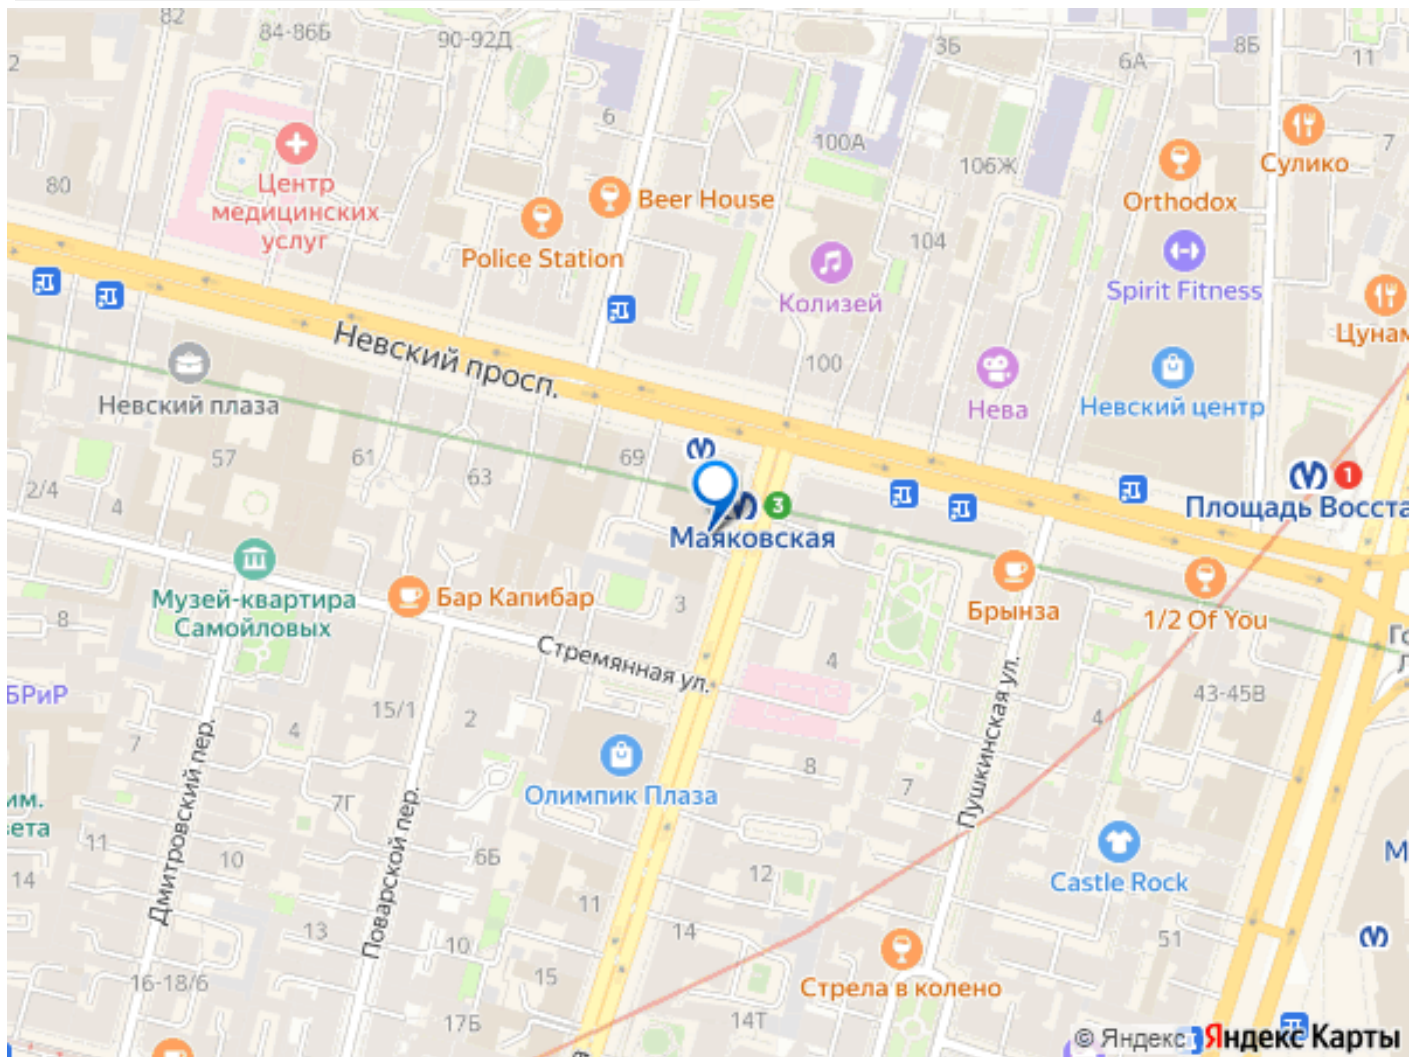 82
84-86Б
90-92Д
3Б
8Б
6А
11
2
6
100А
106Ж
7
Сулико
80
Центр
медицинских
услуг
Beer House
Police Station
Orthodox
104
Spirit Fitness
Колизей
Цунам
Невский просп.
100
Нева
Невский центр
Невский плаза
57
61
63
69
2/4
4
3
Маяковская
1
Площадь Восста
Музей-квартира
Самойловых
Бар Капибар
3
Брынза
1/2 Of You
8
Стремянная ул.
4
Го
Л
БРиР
15/1
2
4
7
43-45В
4
Пушкинская ул.
Дмитровский пер.
Поварской пер.
Олимпик Плаза
8
7
им.
вета
7Г
11
10
6Б
12
Castle Rock
М
14
13
11
14
10
51
16-18/6
15
Стрела в колено
17Б
14Т
© Яндекс
Яндекс Карты